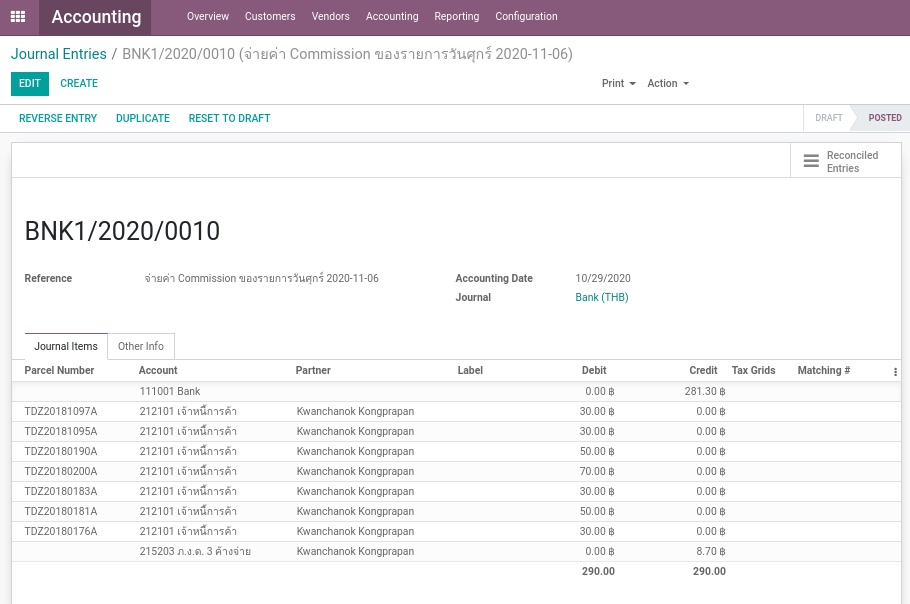 Accounting Overview Customers Vendors Accounting Reporting Configuration
Journal Entries / BNK1/2020/0010 (จ่ายค่า Commission ของรายการวันศุกร์ 2020-11-06)
EDIT CREATE Print Action
REVERSE ENTRY DUPLICATE RESET TO DRAFT DRAFT POSTED
Reconciled
Entries
BNK1/2020/0010
Reference จ่ายค่า Commission ของรายการวันศุกร์ 2020-11-06 Accounting Date 10/29/2020
Journal Bank (THB)
Journal Items Other Info
Parcel Number Account Partner Label Debit Credit Tax Grids Matching #
111001 Bank 0.00 ฿ 281.30 ฿
TDZ20181097A 212101 เจ้าหนี้การค้า Kwanchanok Kongprapan 30.00 ฿ 0.00 ฿
TDZ20181095A 212101 เจ้าหนี้การค้า Kwanchanok Kongprapan 30.00 ฿ 0.00 ฿
TDZ20180190A 212101 เจ้าหนี้การค้า Kwanchanok Kongprapan 50.00 ฿ 0.00 ฿
TDZ20180200A 212101 เจ้าหนี้การค้า Kwanchanok Kongprapan 70.00 ฿ 0.00 ฿
TDZ20180183A 212101 เจ้าหนี้การค้า Kwanchanok Kongprapan 30.00 ฿ 0.00 ฿
TDZ20180181A 212101 เจ้าหนี้การค้า Kwanchanok Kongprapan 50.00 ฿ 0.00 ฿
TDZ20180176A 212101 เจ้าหนี้การค้า Kwanchanok Kongprapan 30.00 ฿ 0.00 ฿
215203 ภ.ง.ด. 3 ค้างจ่าย Kwanchanok Kongprapan 0.00 ฿ 8.70 ฿
290.00 290.00